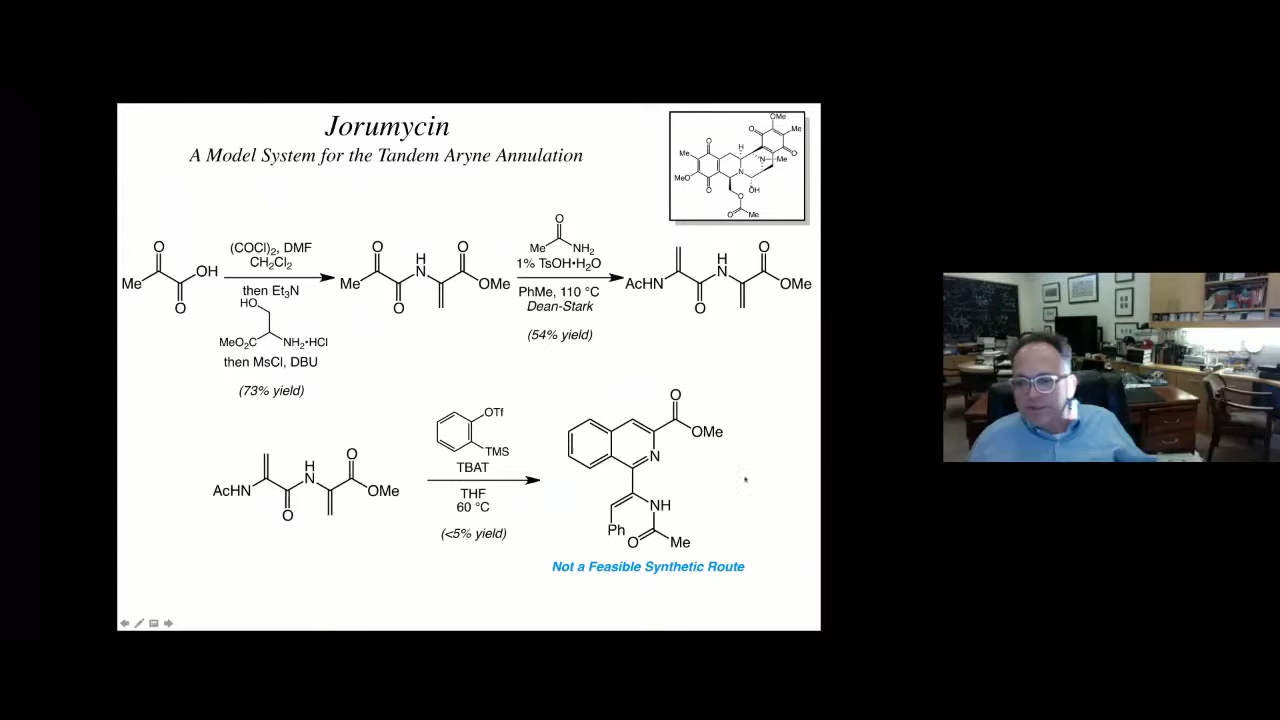 Jorumycin
A Model System for the Tandem Aryne Annulation
OMe
O
Me
H
O
Me
O
N
Me
N
O
MeO
OH
O
O
O
Me
O
Me
OH
O
(COCl)2, DMF
CH2Cl2
then Et3N
HO
MeO2C
NH2•HCl
then MsCl, DBU
(73% yield)
O
O
Me
H
N
OMe
O
O
Me
NH2
1% TsOH•H2O
PhMe, 110 °C
Dean-Stark
(54% yield)
O
AcHN
H
N
OMe
O
AcHN
H
N
O
OMe
O
OTf
TMS
TBAT
THF
60 °C
(<5% yield)
O
OMe
N
NH
Ph
O
Me
Not a Feasible Synthetic Route